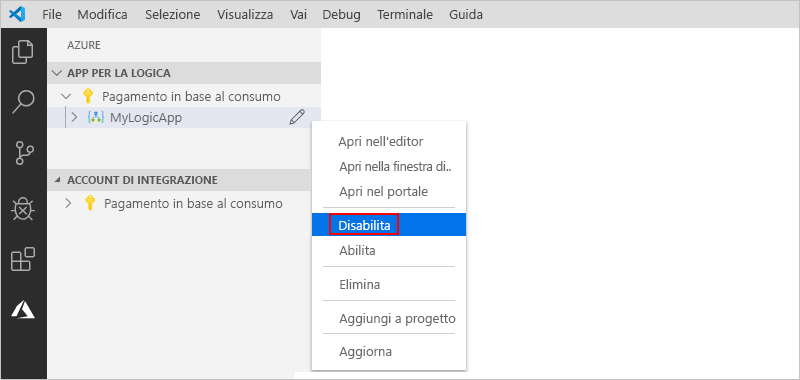 File Modifica Selezione Visualizza Vai Debug Terminale Guida
AZURE
APP PER LA LOGICA
Pagamento in base al consumo
MyLogicApp
Apri nell'editor
Apri nella finestra di..
Apri nel portale
Disabilita
Abilita
Elimina
Aggiungi a progetto
Aggiorna
ACCOUNT DI INTEGRAZIONE
Pagamento in base al consumo